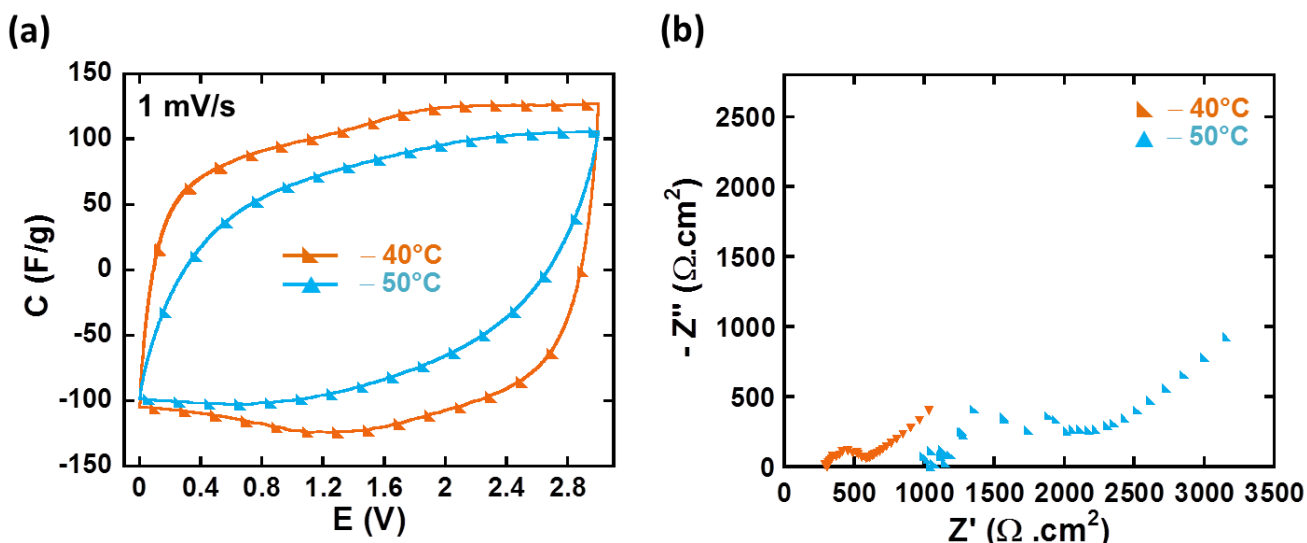 (a)
150
100
50
0
-50
-100
-150
C (F/g)
1 mV/s
– 40°C
– 50°C
0 0.4 0.8 1.2 1.6 2 2.4 2.8
E (V)
(b)
2500
2000
1500
1000
500
0
- Z" (Ω.cm²)
– 40°C
– 50°C
0 500 1000 1500 2000 2500 3000 3500
Z' (Ω .cm²)